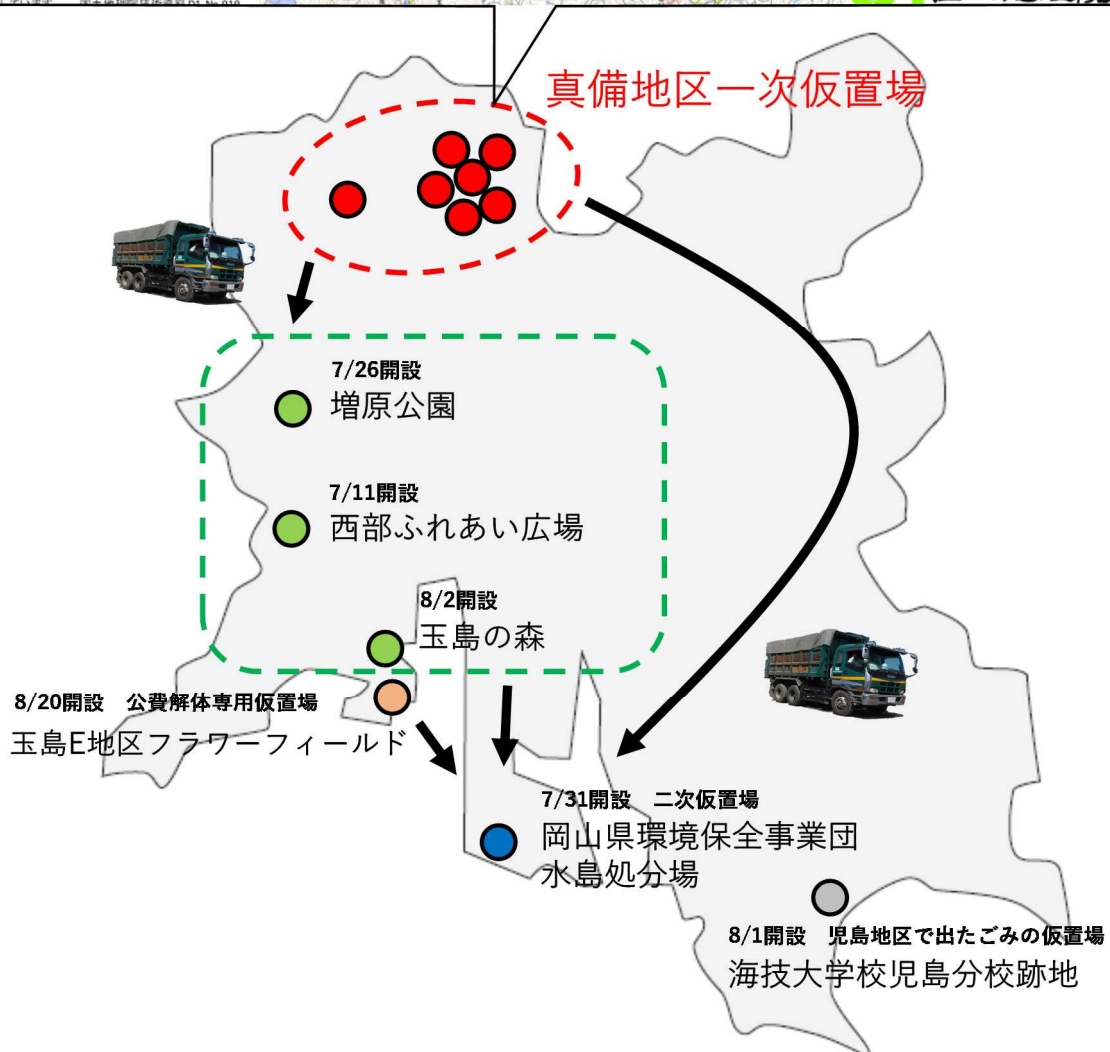 真備地区一次仮置場
7/26開設
増原公園
7/11開設
西部ふれあい広場
8/2開設
玉島の森
8/20開設　公費解体専用仮置場
玉島E地区フラワーフィールド
7/31開設　二次仮置場
岡山県環境保全事業団
水島処分場
8/1開設　児島地区で出たごみの仮置場
海技大学校児島分校跡地